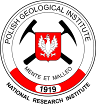 POLISH GEOLOGICAL INSTITUTE
MENTE ET MALLEO
1919
NATIONAL RESEARCH INSTITUTE